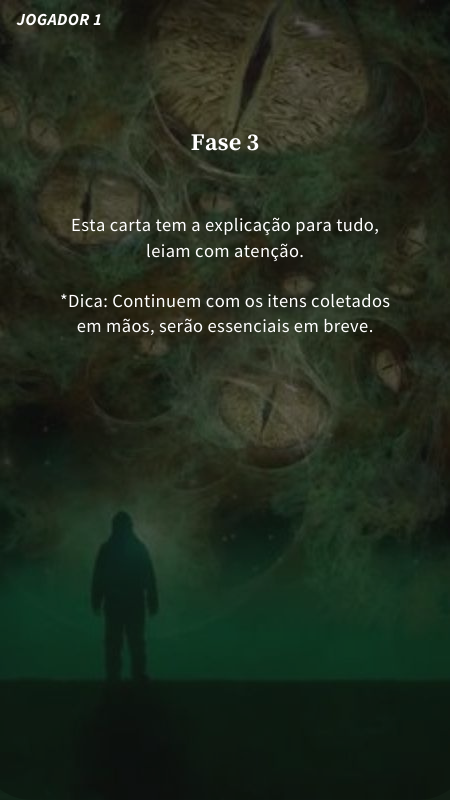 JOGADOR 1
Fase 3
Esta carta tem a explicação para tudo,
leiam com atenção.
*Dica: Continuem com os itens coletados
em mãos, serão essenciais em breve.